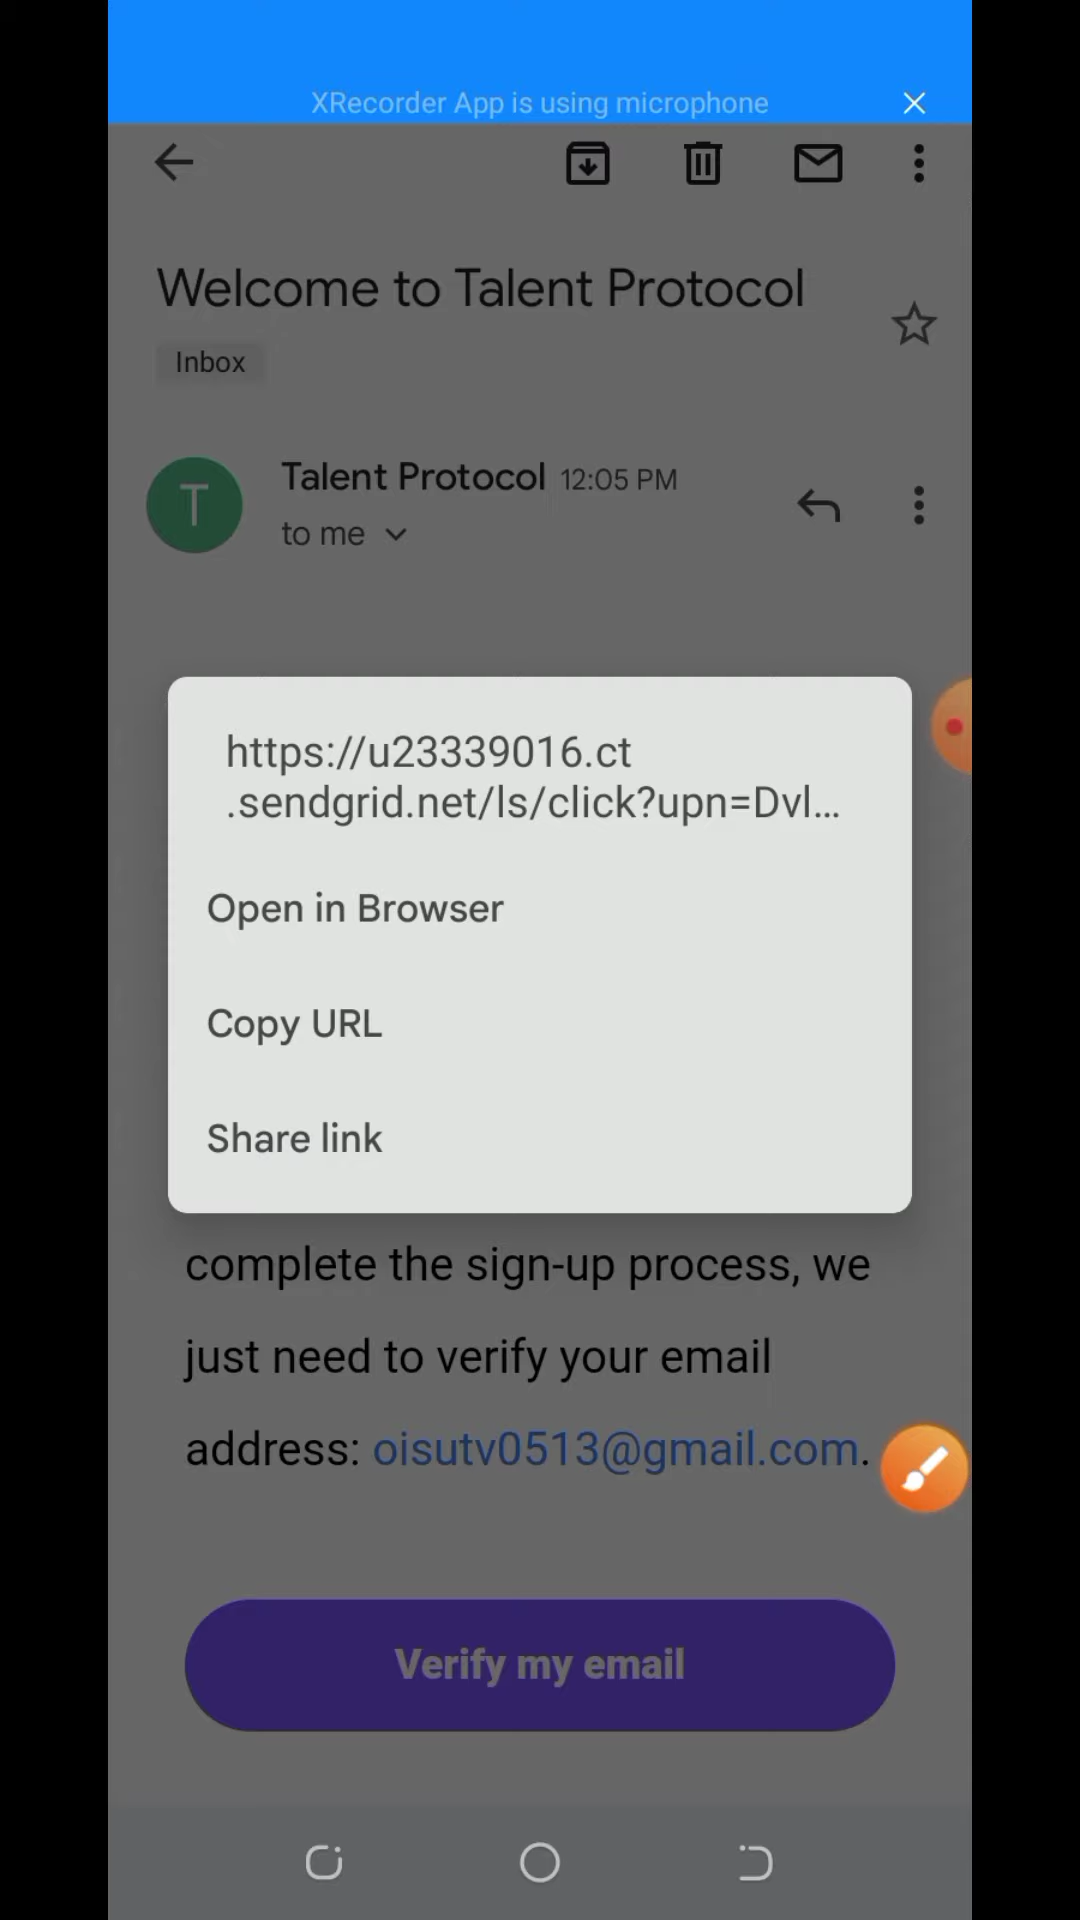 XRecorder App is using microphone
Welcome to Talent Protocol
Inbox
T
Talent Protocol 12:05 PM
to me
https://u23339016.ct
.sendgrid.net/ls/click?upn=Dvl...
Open in Browser
Copy URL
Share link
complete the sign-up process, we
just need to verify your email
address: oisutv0513@gmail.com.
Verify my email